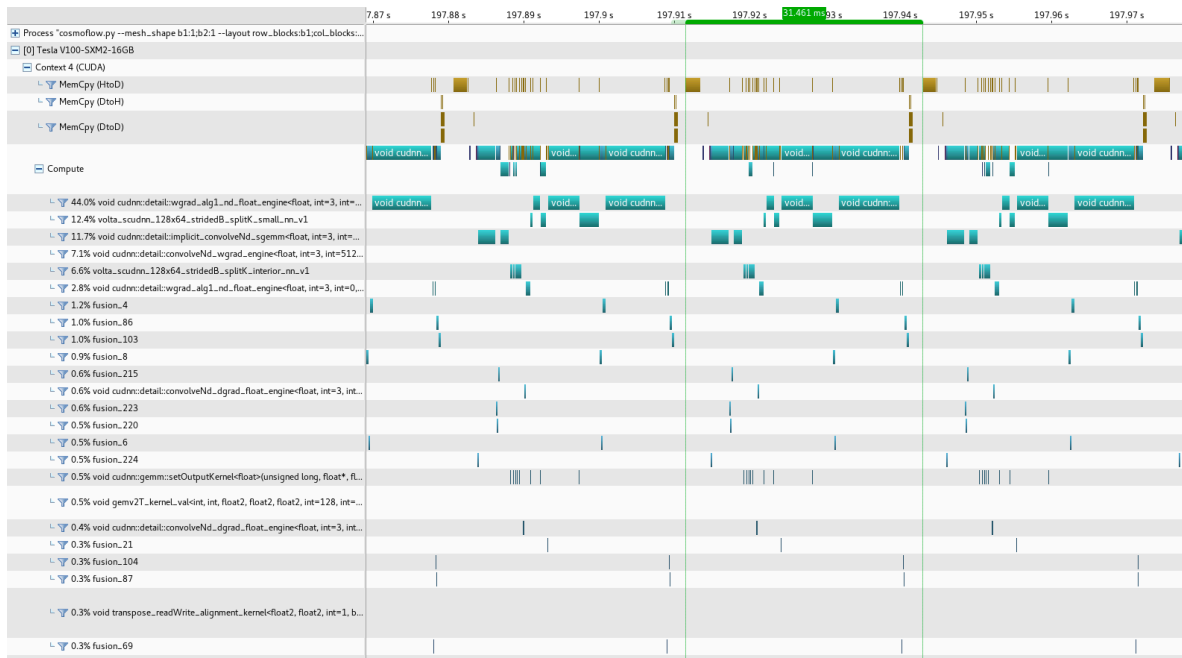 7.87 s 197.88 s 197.89 s 197.9 s 197.91 s 197.92 s 31.461 ms 93 s 197.94 s 197.95 s 197.96 s 197.97 s
Process "cosmoflow.py --mesh_shape b1:1;b2:1 --layout row_blocks:b1;col_blocks:...
[0] Tesla V100-SXM2-16GB
Context 4 (CUDA)
MemCpy (HtoD)
MemCpy (DtoH)
MemCpy (DtoD)
void cudnn... void... void cudnn... void... void cudnn:... void... void cudnn...
Compute
44.0% void cudnn::detail::wgrad_alg1_nd_float_engine<float, int=3, int=... void cudnn... void... void cudnn... void... void cudnn:... void... void cudnn...
12.4% volta_scudnn_128x64_stridedB_splitK_small_nn_v1
11.7% void cudnn::detail::implicit_convolveNd_sgemm<float, int=3, int=...
7.1% void cudnn::detail::convolveNd_wgrad_engine<float, int=3, int=512...
6.6% volta_scudnn_128x64_stridedB_splitK_interior_nn_v1
2.8% void cudnn::detail::wgrad_alg1_nd_float_engine<float, int=3, int=0,...
1.2% fusion_4
1.0% fusion_86
1.0% fusion_103
0.9% fusion_8
0.6% fusion_215
0.6% void cudnn::detail::convolveNd_dgrad_float_engine<float, int=3, int...
0.6% fusion_223
0.5% fusion_220
0.5% fusion_6
0.5% fusion_224
0.5% void cudnn::gemm::setOutputKernel<float>(unsigned long, float*, fl...
0.5% void gemv2T_kernel_val<int, int, float2, float2, float2, int=128, int=...
0.4% void cudnn::detail::convolveNd_dgrad_float_engine<float, int=3, int...
0.3% fusion_21
0.3% fusion_104
0.3% fusion_87
0.3% void transpose_readWrite_alignment_kernel<float2, float2, int=1, b...
0.3% fusion_69